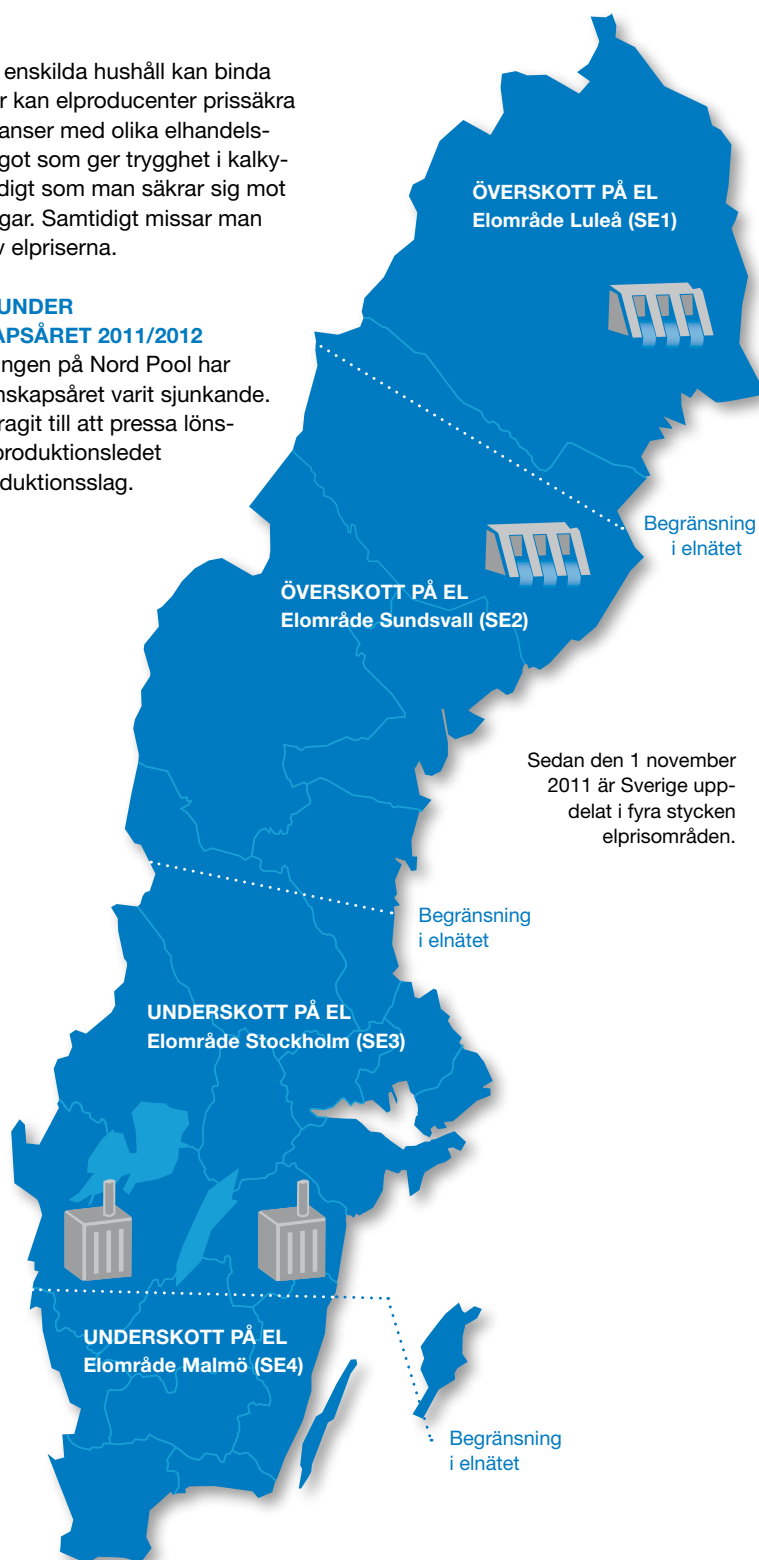 enskilda hushåll kan binda
r kan elproducenter prissäkra
anser med olika elhandels-
got som ger trygghet i kalky-
digt som man säkrar sig mot
gar. Samtidigt missar man
v elpriserna.
UNDER
APSÅRET 2011/2012
ngen på Nord Pool har
nskapsåret varit sjunkande.
ragit till att pressa löns-
produktionsledet
duktionsslag.
ÖVERSKOTT PÅ EL
Elområde Luleå (SE1)
Begränsning
i elnätet
ÖVERSKOTT PÅ EL
Elområde Sundsvall (SE2)
Sedan den 1 november
2011 är Sverige upp-
delat i fyra stycken
elprisområden.
Begränsning
i elnätet
UNDERSKOTT PÅ EL
Elområde Stockholm (SE3)
UNDERSKOTT PÅ EL
Elområde Malmö (SE4)
Begränsning
i elnätet